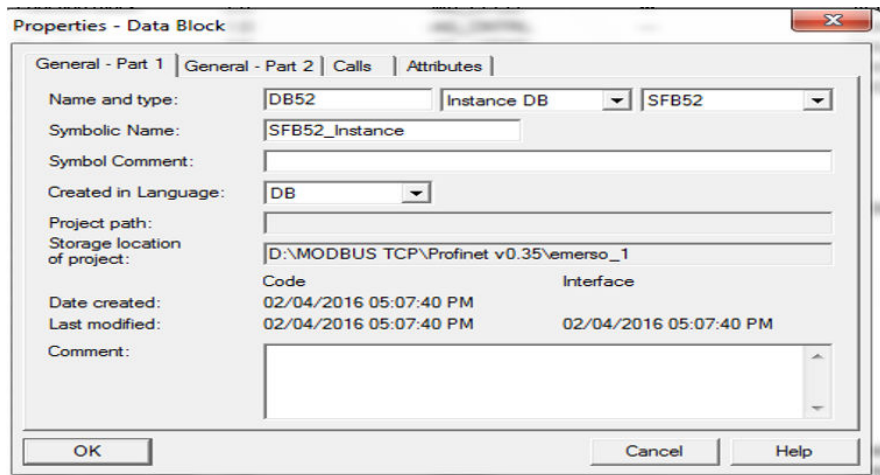 Properties - Data Block
General - Part 1 General - Part 2 Calls Attributes
Name and type: DB52 Instance DB SFB52
Symbolic Name: SFB52_Instance
Symbol Comment:
Created in Language: DB
Project path:
Storage location
of project: D:\MODBUS TCP\Profinet v0.35\emerso_1
Code Interface
Date created: 02/04/2016 05:07:40 PM
Last modified: 02/04/2016 05:07:40 PM 02/04/2016 05:07:40 PM
Comment:
OK Cancel Help